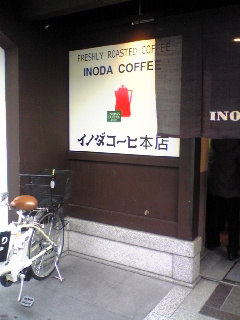 FRESHLY ROASTED COFFEE
INODA COFFEE
イノダコーヒ本店
INO